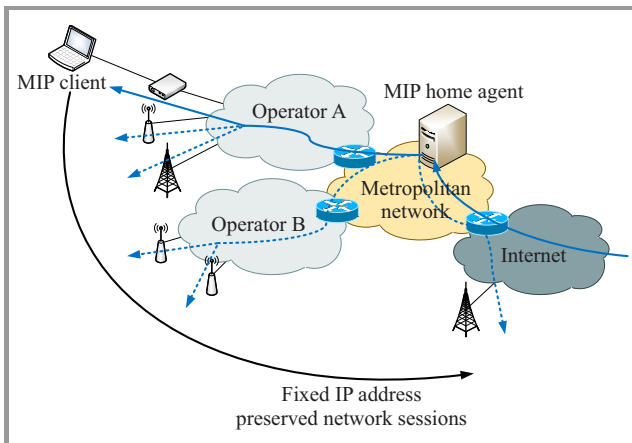 MIP client
Operator A
MIP home agent
Metropolitan
network
Operator B
Internet
Fixed IP address
preserved network sessions